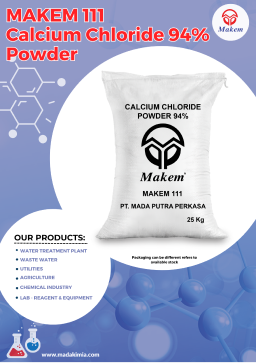 MAKEM 111
Calcium Chloride 94%
Powder
Makem
CALCIUM CHLORIDE
POWDER 94%
Makem®
MAKEM 111
PT. MADA PUTRA PERKASA
25 Kg
OUR PRODUCTS:
WATER TREATMENT PLANT
WASTE WATER
UTILITIES
AGRICULTURE
CHEMICAL INDUSTRY
LAB - REAGENT & EQUIPMENT
Packaging can be different refers to
available stock
www.madakimia.com